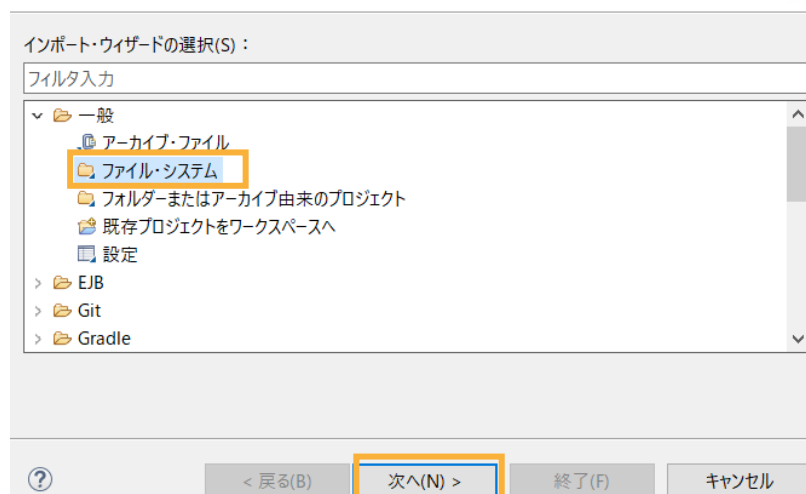 インポート・ウィザードの選択(S)：
フィルタ入力
一般
アーカイブ・ファイル
ファイル・システム
フォルダーまたはアーカイブ由来のプロジェクト
既存プロジェクトをワークスペースへ
設定
EJB
Git
Gradle
< 戻る(B) 次へ(N) > 終了(F) キャンセル